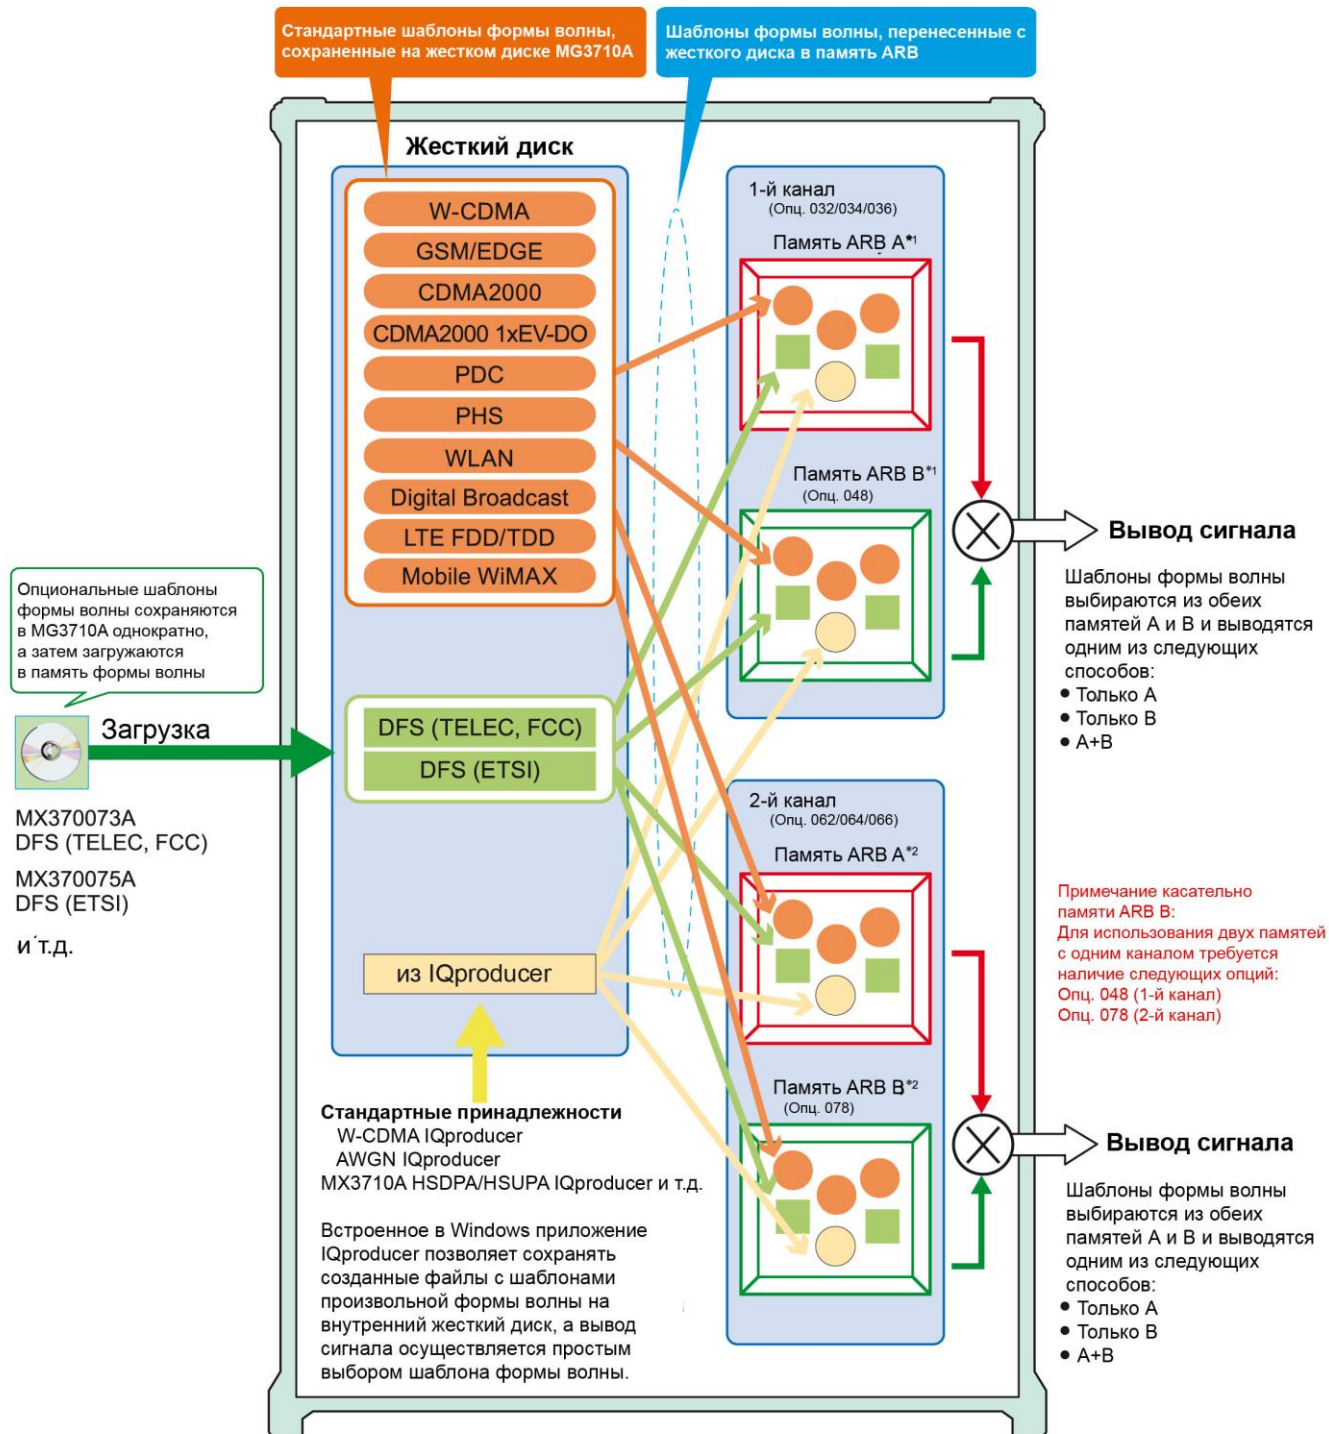 Стандартные шаблоны формы волны,
сохраненные на жестком диске MG3710A
Шаблоны формы волны, перенесенные с
жесткого диска в память ARB
Жесткий диск
W-CDMA
GSM/EDGE
CDMA2000
CDMA2000 1xEV-DO
PDC
PHS
WLAN
Digital Broadcast
LTE FDD/TDD
Mobile WiMAX
1-й канал
(Опц. 032/034/036)
Память ARB A*1
Память ARB B*1
(Опц. 048)
Вывод сигнала
Шаблоны формы волны
выбираются из обеих
памятей A и B и выводятся
одним из следующих
способов:
● Только A
● Только B
● A+B
Опциональные шаблоны
формы волны сохраняются
в MG3710A однократно,
а затем загружаются
в память формы волны
Загрузка
MX370073A
DFS (TELEC, FCC)
MX370075A
DFS (ETSI)
и т.д.
DFS (TELEC, FCC)
DFS (ETSI)
из IQproducer
2-й канал
(Опц. 062/064/066)
Память ARB A*2
Память ARB B*2
(Опц. 078)
Примечание касательно
памяти ARB B:
Для использования двух памятей
с одним каналом требуется
наличие следующих опций:
Опц. 048 (1-й канал)
Опц. 078 (2-й канал)
Стандартные принадлежности
W-CDMA IQproducer
AWGN IQproducer
MX3710A HSDPA/HSUPA IQproducer и т.д.
Встроенное в Windows приложение
IQproducer позволяет сохранять
созданные файлы с шаблонами
произвольной формы волны на
внутренний жесткий диск, а вывод
сигнала осуществляется простым
выбором шаблона формы волны.
Вывод сигнала
Шаблоны формы волны
выбираются из обеих
памятей A и B и выводятся
одним из следующих
способов:
● Только A
● Только B
● A+B